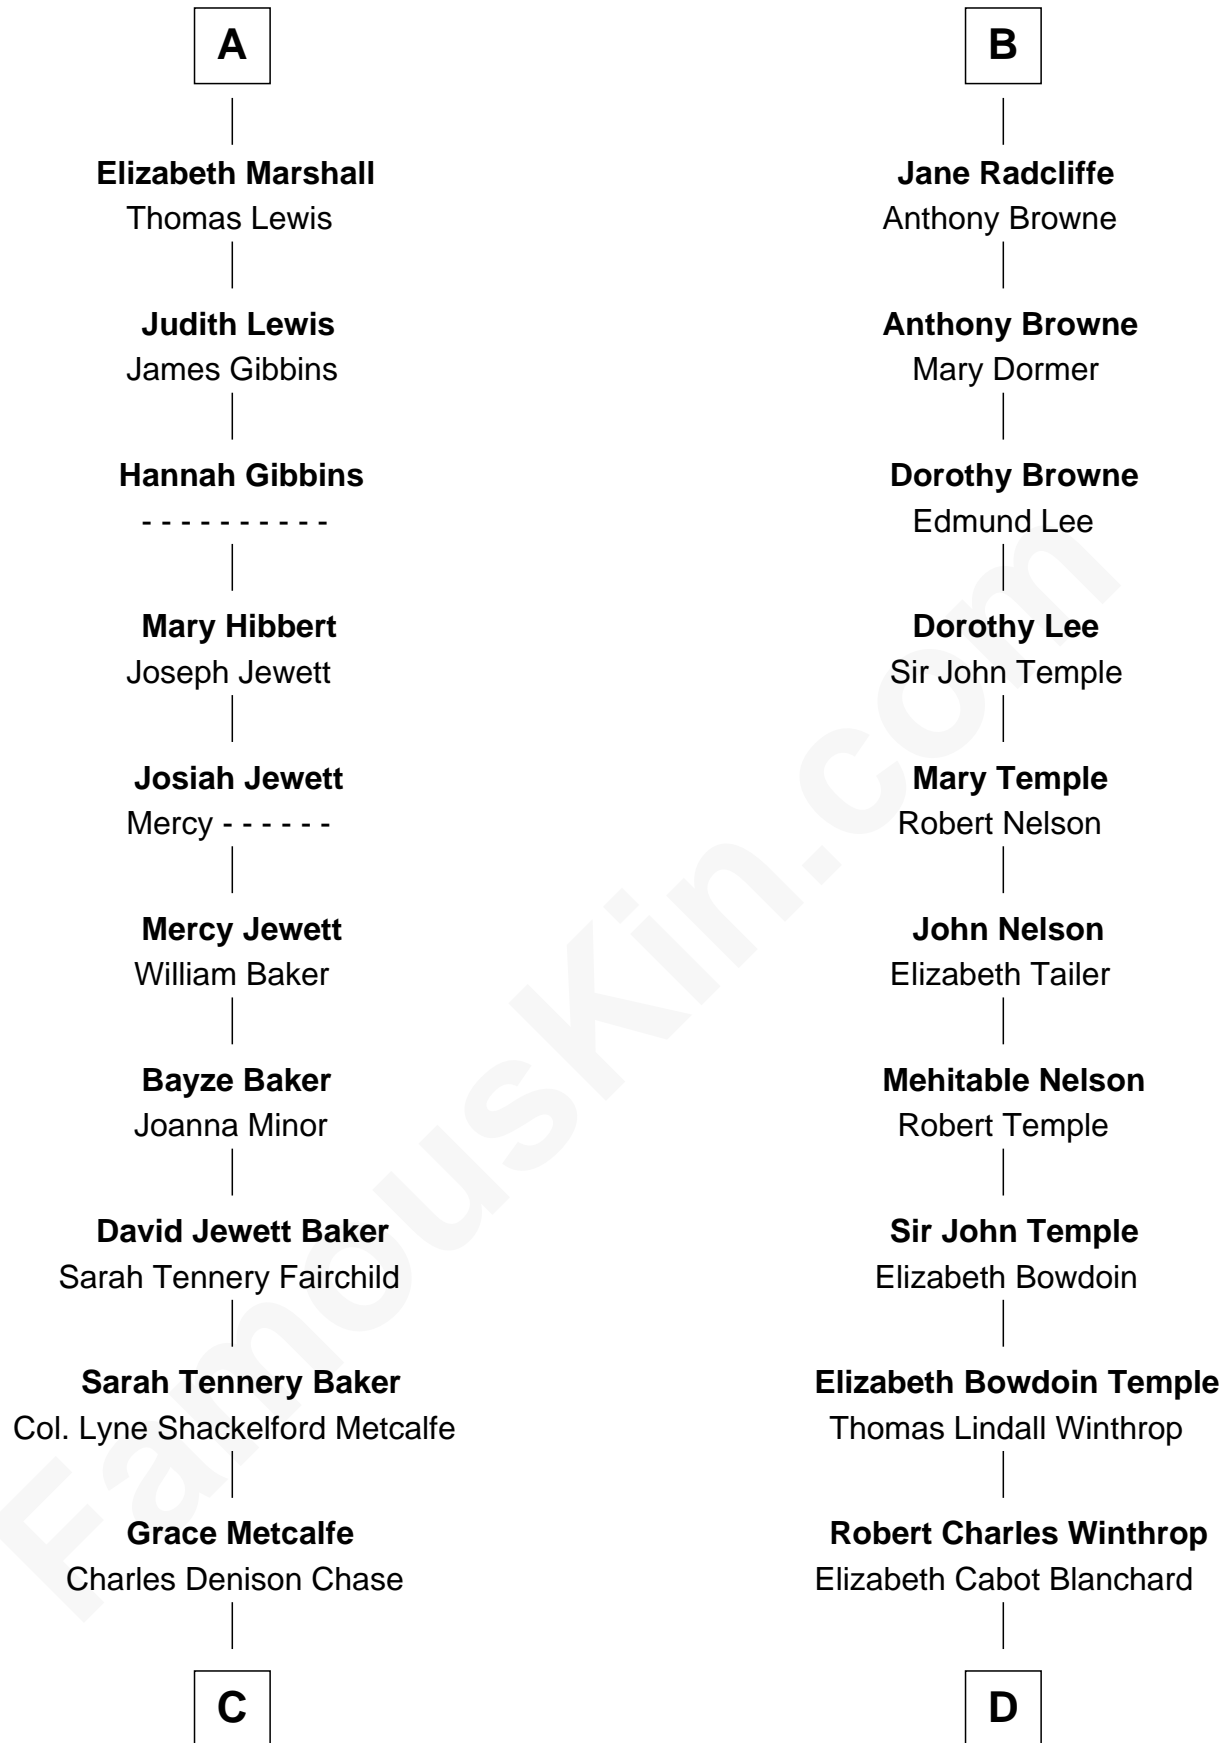 A
Elizabeth Marshall
Thomas Lewis
Judith Lewis
James Gibbins
Hannah Gibbins
- - - - - - - - - -
Mary Hibbert
Joseph Jewett
Josiah Jewett
Mercy - - - - - -
Mercy Jewett
William Baker
Bayze Baker
Joanna Minor
David Jewett Baker
Sarah Tennery Fairchild
Sarah Tennery Baker
Col. Lyne Shackelford Metcalfe
Grace Metcalfe
Charles Denison Chase
C
B
Jane Radcliffe
Anthony Browne
Anthony Browne
Mary Dormer
Dorothy Browne
Edmund Lee
Dorothy Lee
Sir John Temple
Mary Temple
Robert Nelson
John Nelson
Elizabeth Tailer
Mehitable Nelson
Robert Temple
Sir John Temple
Elizabeth Bowdoin
Elizabeth Bowdoin Temple
Thomas Lindall Winthrop
Robert Charles Winthrop
Elizabeth Cabot Blanchard
D
FamousKin.com